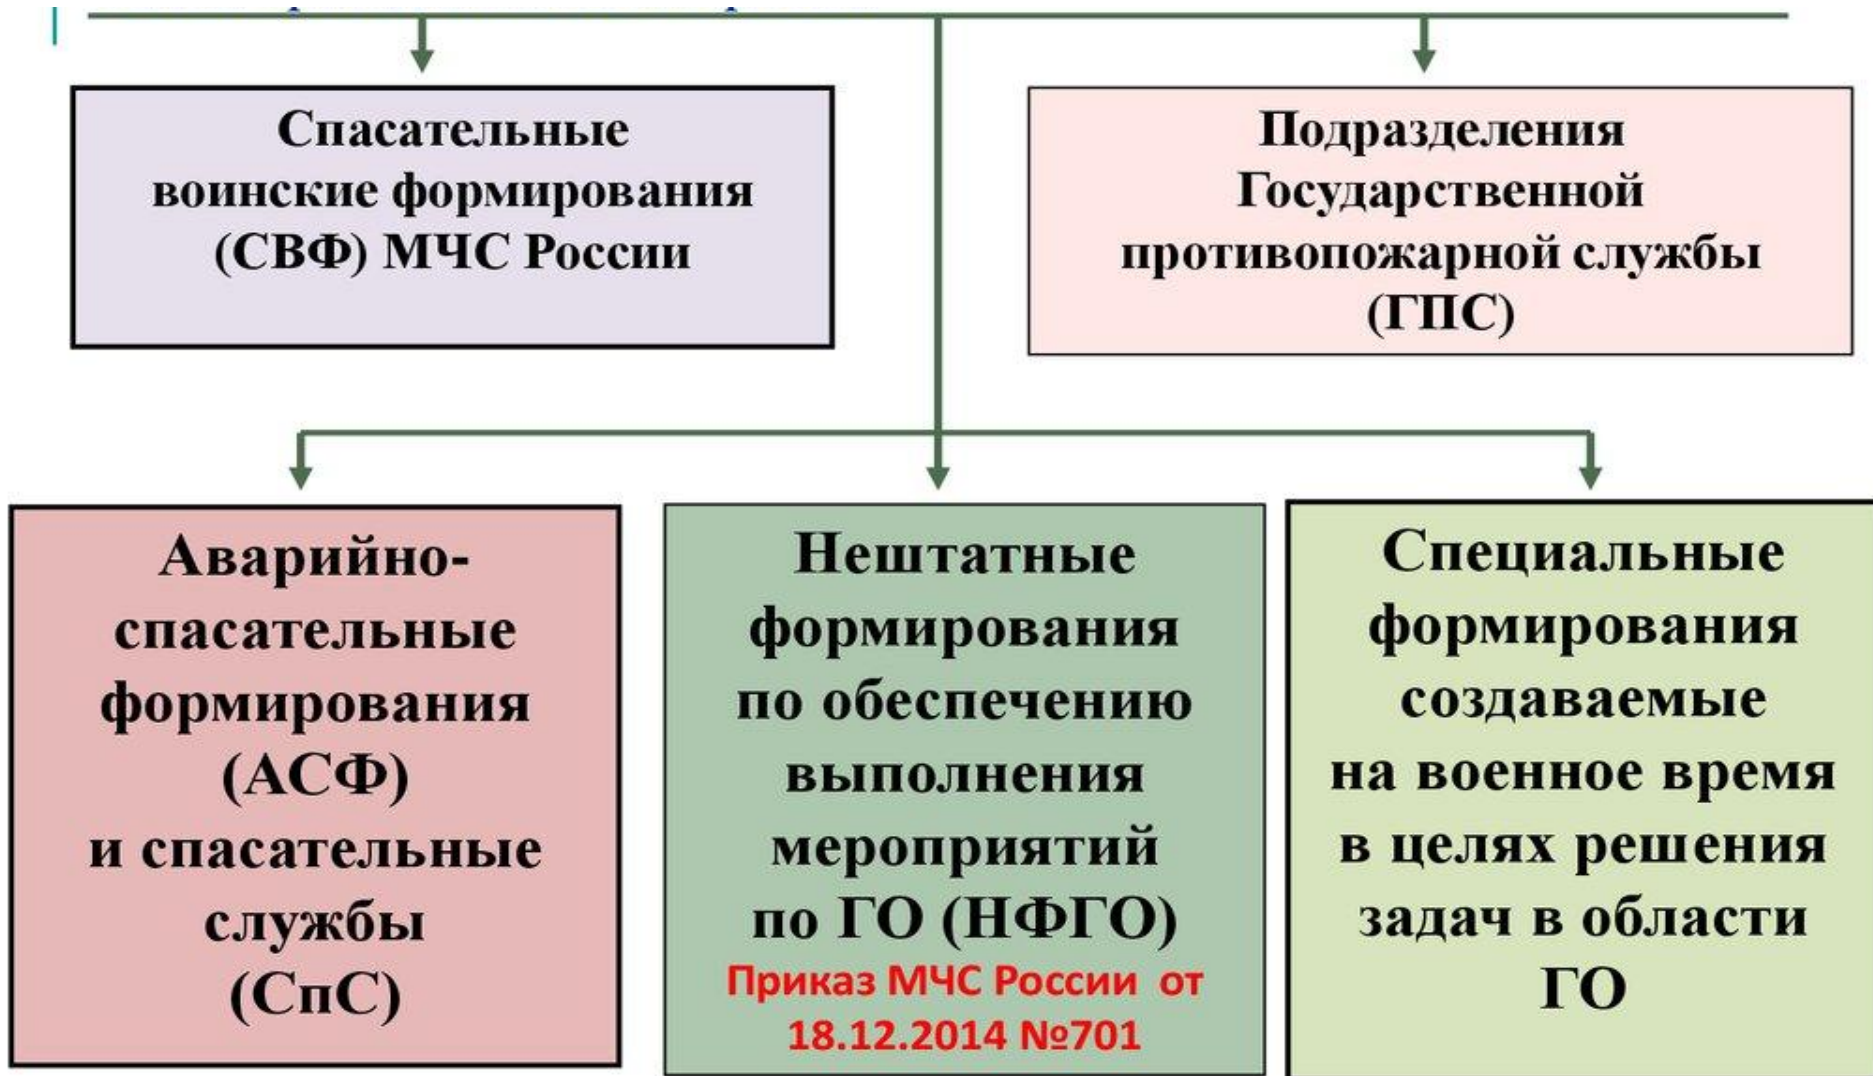 Спасательные
воинские формирования
(СВФ) МЧС России
Подразделения
Государственной
противопожарной службы
(ГПС)
Аварийно-
спасательные
формирования
(АСФ)
и спасательные
службы
(СпС)
Нештатные
формирования
по обеспечению
выполнения
мероприятий
по ГО (НФГО)
Приказ МЧС России от
18.12.2014 №701
Специальные
формирования
создаваемые
на военное время
в целях решения
задач в области
ГО